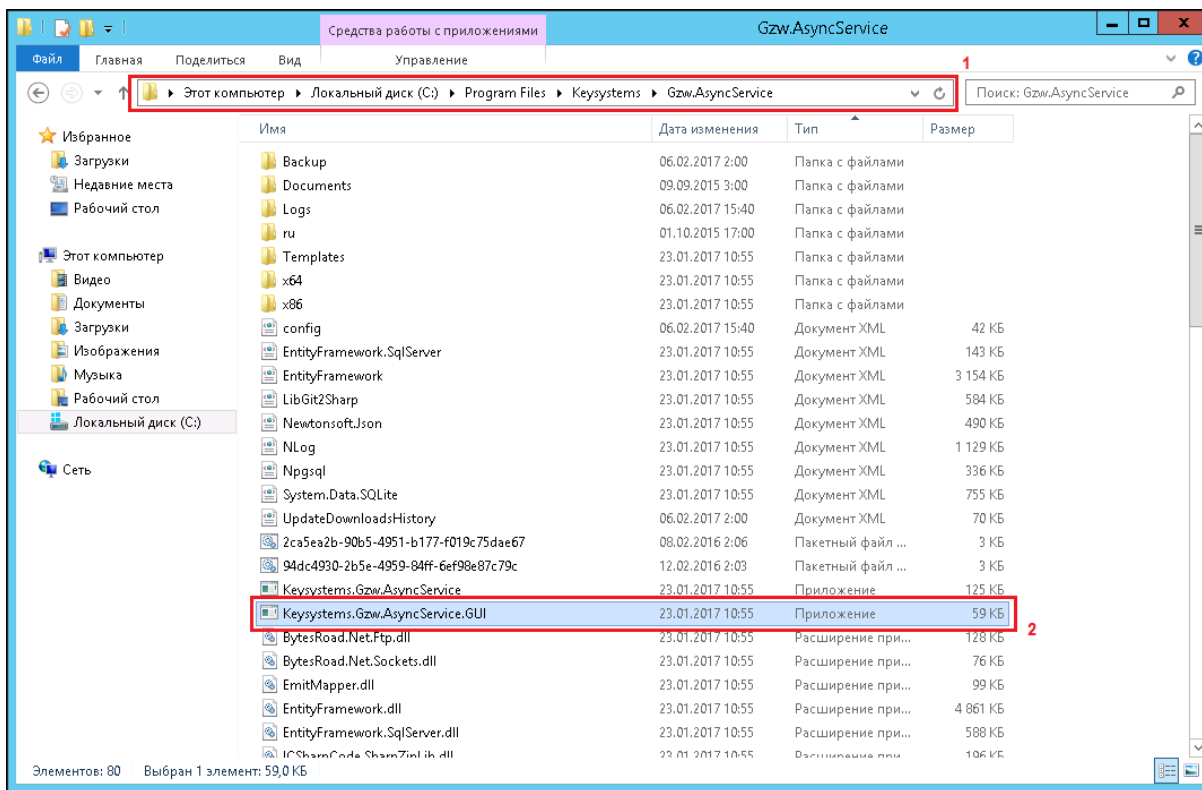 Средства работы с приложениями
Gzw.AsyncService
Файл Главная Поделиться Вид Управление
1
Этот компьютер Локальный диск (C:) Program Files Keysystems Gzw.AsyncService
Поиск: Gzw.AsyncService
Избранное
Загрузки
Недавние места
Рабочий стол
Этот компьютер
Видео
Документы
Загрузки
Изображения
Музыка
Рабочий стол
Локальный диск (C:)
Сеть
Имя Дата изменения Тип Размер
Backup 06.02.2017 2:00 Папка с файлами
Documents 09.09.2015 3:00 Папка с файлами
Logs 06.02.2017 15:40 Папка с файлами
ru 01.10.2015 17:00 Папка с файлами
Templates 23.01.2017 10:55 Папка с файлами
x64 23.01.2017 10:55 Папка с файлами
x86 23.01.2017 10:55 Папка с файлами
config 06.02.2017 15:40 Документ XML 42 КБ
EntityFramework.SqlServer 23.01.2017 10:55 Документ XML 143 КБ
EntityFramework 23.01.2017 10:55 Документ XML 3 154 КБ
LibGit2Sharp 23.01.2017 10:55 Документ XML 584 КБ
Newtonsoft.Json 23.01.2017 10:55 Документ XML 490 КБ
NLog 23.01.2017 10:55 Документ XML 1 129 КБ
Npgsql 23.01.2017 10:55 Документ XML 336 КБ
System.Data.SQLite 23.01.2017 10:55 Документ XML 755 КБ
UpdateDownloadsHistory 06.02.2017 2:00 Документ XML 70 КБ
2ca5ea2b-90b5-4951-b177-f019c75dae67 08.02.2016 2:06 Пакетный файл ... 3 КБ
94dc4930-2b5e-4959-84ff-6ef98e87c79c 12.02.2016 2:03 Пакетный файл ... 3 КБ
Keysystems.Gzw.AsyncService 23.01.2017 10:55 Приложение 125 КБ
Keysystems.Gzw.AsyncService.GUI 23.01.2017 10:55 Приложение 59 КБ
2
BytesRoad.Net.Ftp.dll 23.01.2017 10:55 Расширение при... 128 КБ
BytesRoad.Net.Sockets.dll 23.01.2017 10:55 Расширение при... 76 КБ
EmitMapper.dll 23.01.2017 10:55 Расширение при... 99 КБ
EntityFramework.dll 23.01.2017 10:55 Расширение при... 4 861 КБ
EntityFramework.SqlServer.dll 23.01.2017 10:55 Расширение при... 588 КБ
ICSharpCode.SharpZipLib.dll 23.01.2017 10:55 Расширение при... 196 КБ
Элементов: 80 Выбран 1 элемент: 59,0 КБ